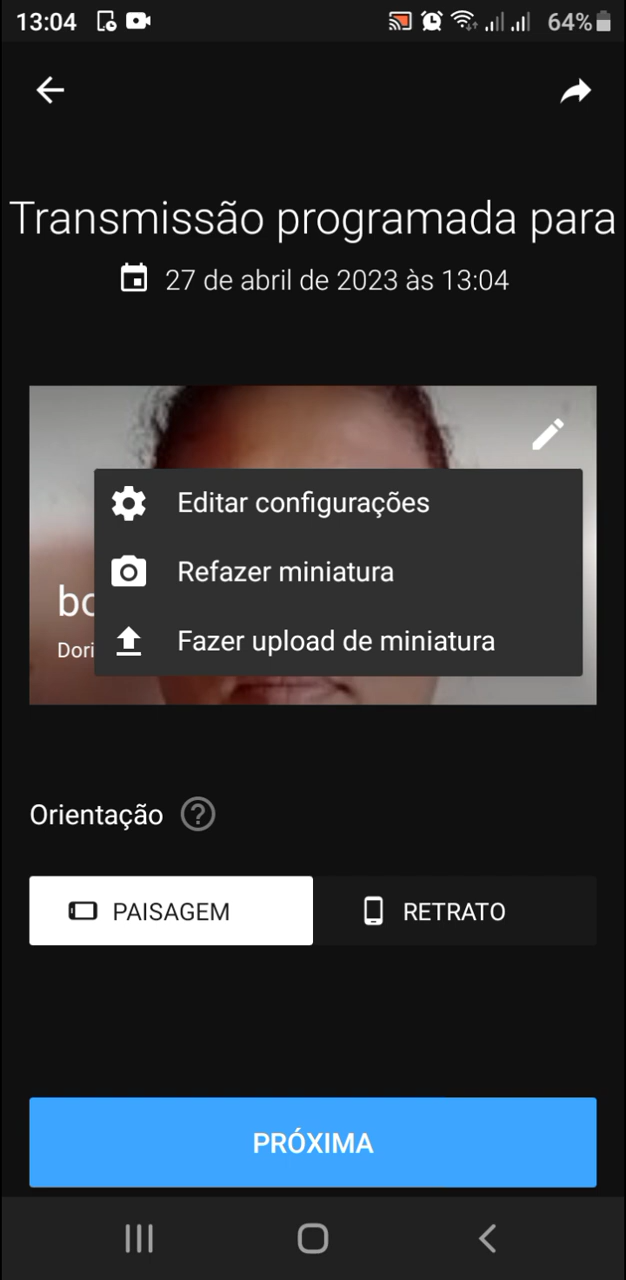 13:04
64%
Transmissão programada para
27 de abril de 2023 às 13:04
Editar configurações
Refazer miniatura
Fazer upload de miniatura
Orientação
PAISAGEM
RETRATO
PRÓXIMA